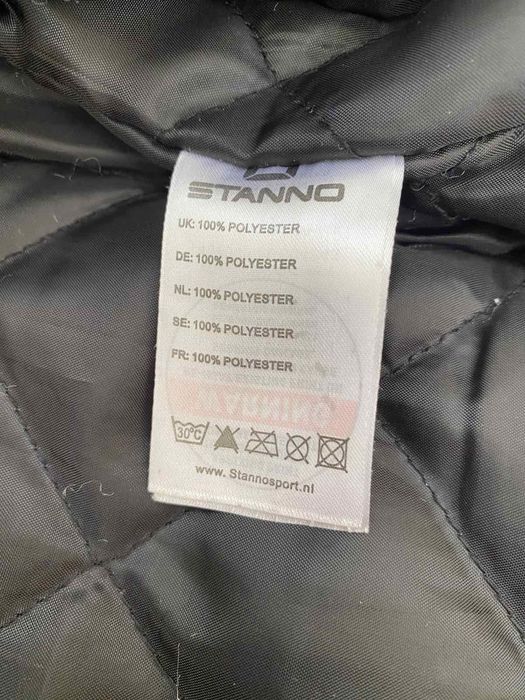 STANNO
UK: 100% POLYESTER
DE: 100% POLYESTER
NL: 100% POLYESTER
SE: 100% POLYESTER
FR: 100% POLYESTER
WARNING
30°C
www. Stannosport.nl